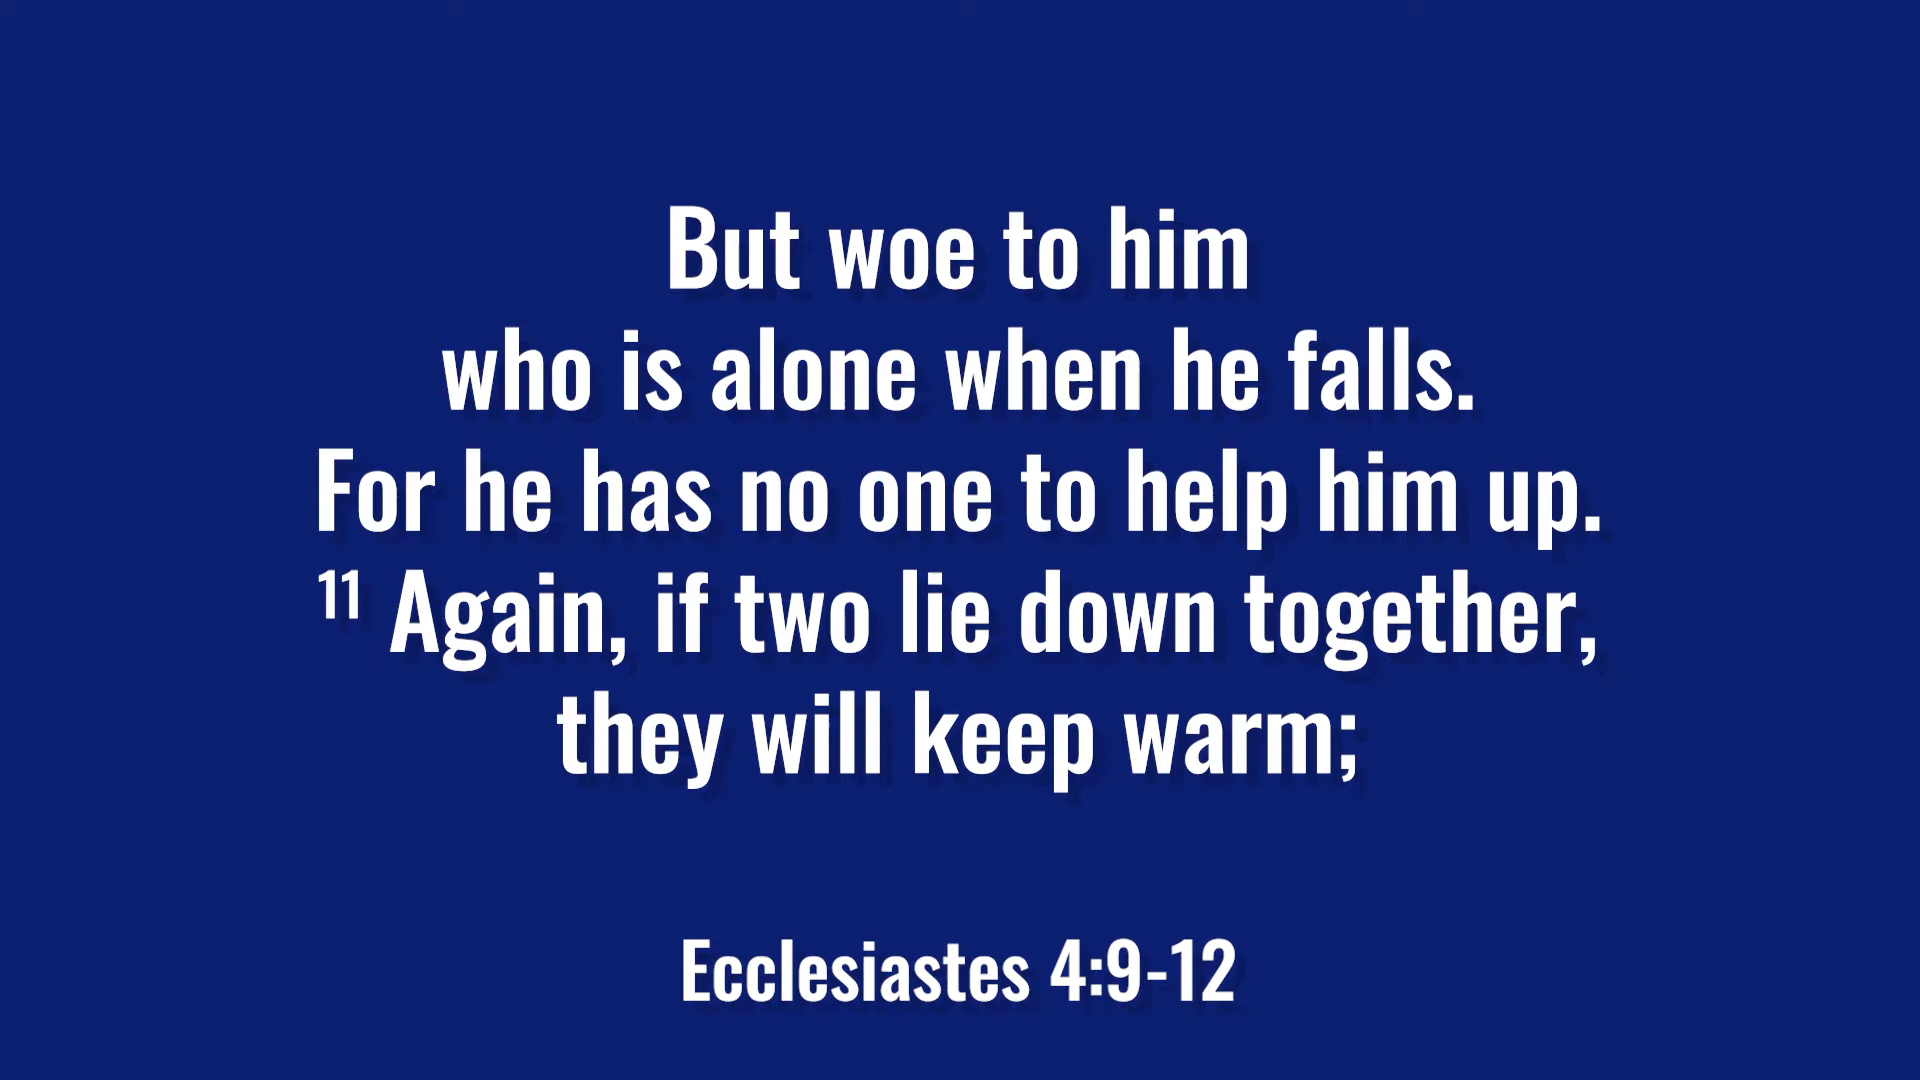 But woe to him
who is alone when he falls.
For he has no one to help him up.
¹¹ Again, if two lie down together,
they will keep warm;
Ecclesiastes 4:9-12